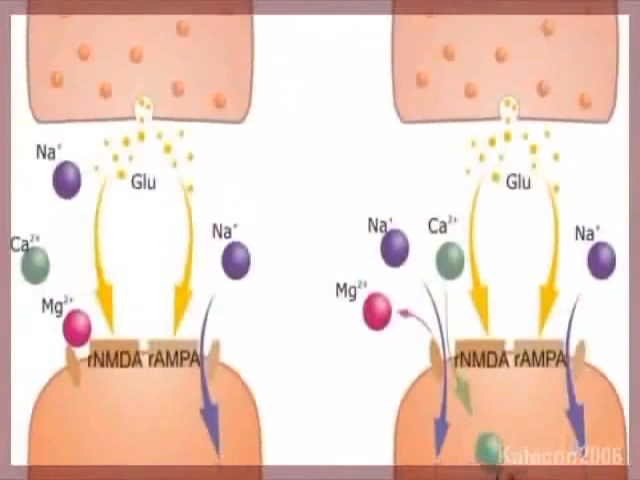 Na⁺
Glu
Na⁺
Ca²⁺
Mg²⁺
rNMDA rAMPA
Glu
Na⁺
Ca²⁺
Na⁺
Mg²⁺
rNMDA rAMPA
Katecon2006